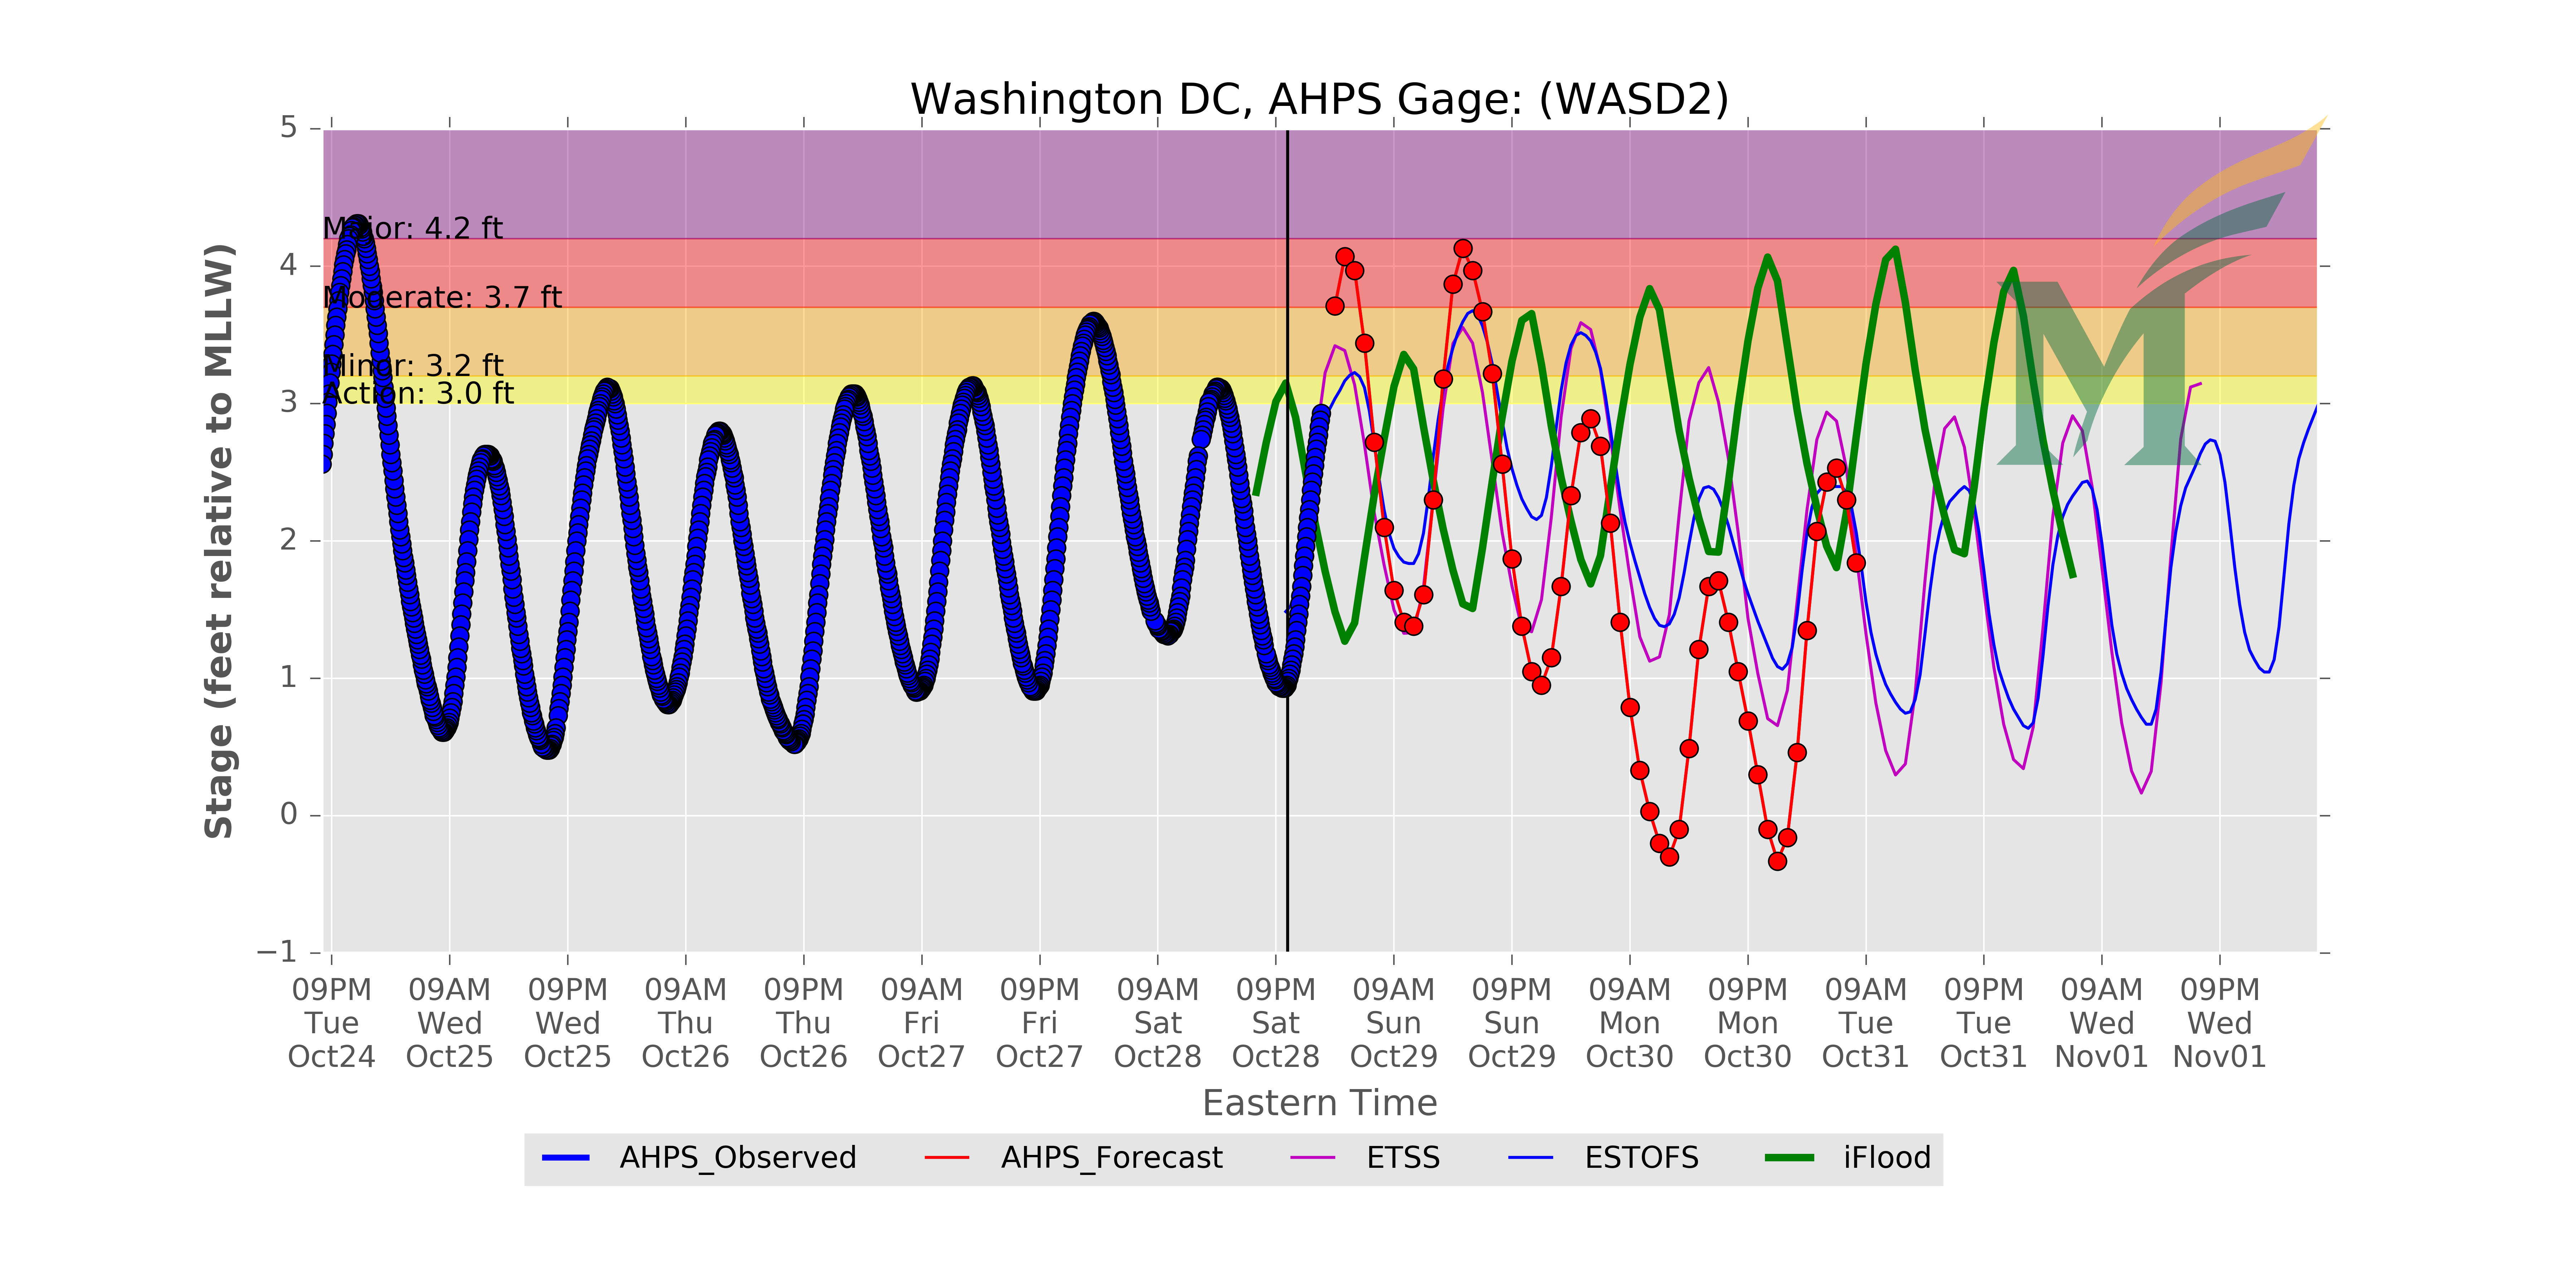 Washington DC, AHPS Gage: (WASD2)
Stage (feet relative to MLLW)
5
4
3
2
1
0
−1
Major: 4.2 ft
Moderate: 3.7 ft
Minor: 3.2 ft
Action: 3.0 ft
M
09PM 09AM 09PM 09AM 09PM 09AM 09PM 09AM 09PM 09AM 09PM 09AM 09PM 09AM 09PM 09AM 09PM
Tue Wed Wed Thu Thu Fri Fri Sat Sat Sun Sun Mon Mon Tue Tue Wed Wed
Oct24 Oct25 Oct25 Oct26 Oct26 Oct27 Oct27 Oct28 Oct28 Oct29 Oct29 Oct30 Oct30 Oct31 Oct31 Nov01 Nov01
Eastern Time
AHPS_Observed AHPS_Forecast ETSS ESTOFS iFlood